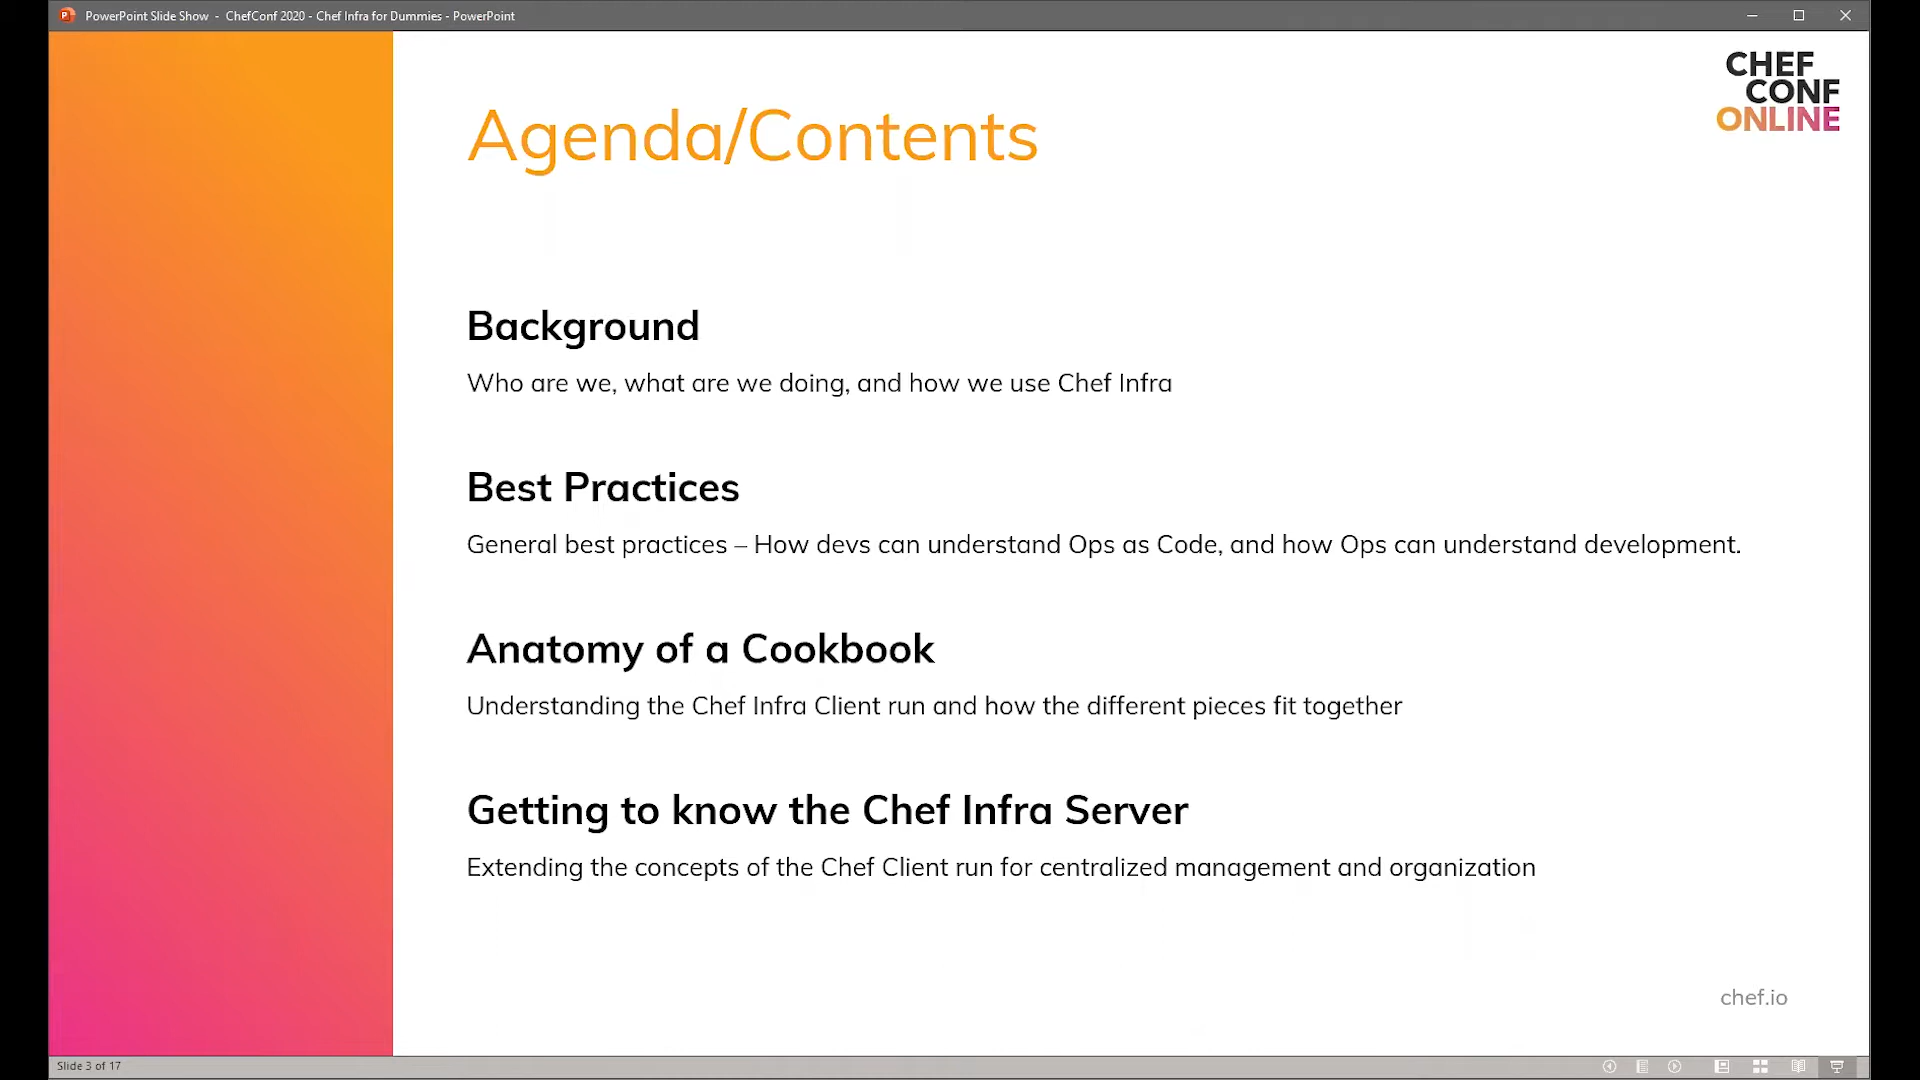 PowerPoint Slide Show - ChefConf 2020 - Chef Infra for Dummies - PowerPoint
CHEF
CONF
ONLINE
Agenda/Contents
Background
Who are we, what are we doing, and how we use Chef Infra
Best Practices
General best practices – How devs can understand Ops as Code, and how Ops can understand development.
Anatomy of a Cookbook
Understanding the Chef Infra Client run and how the different pieces fit together
Getting to know the Chef Infra Server
Extending the concepts of the Chef Client run for centralized management and organization
chef.io
Slide 3 of 17